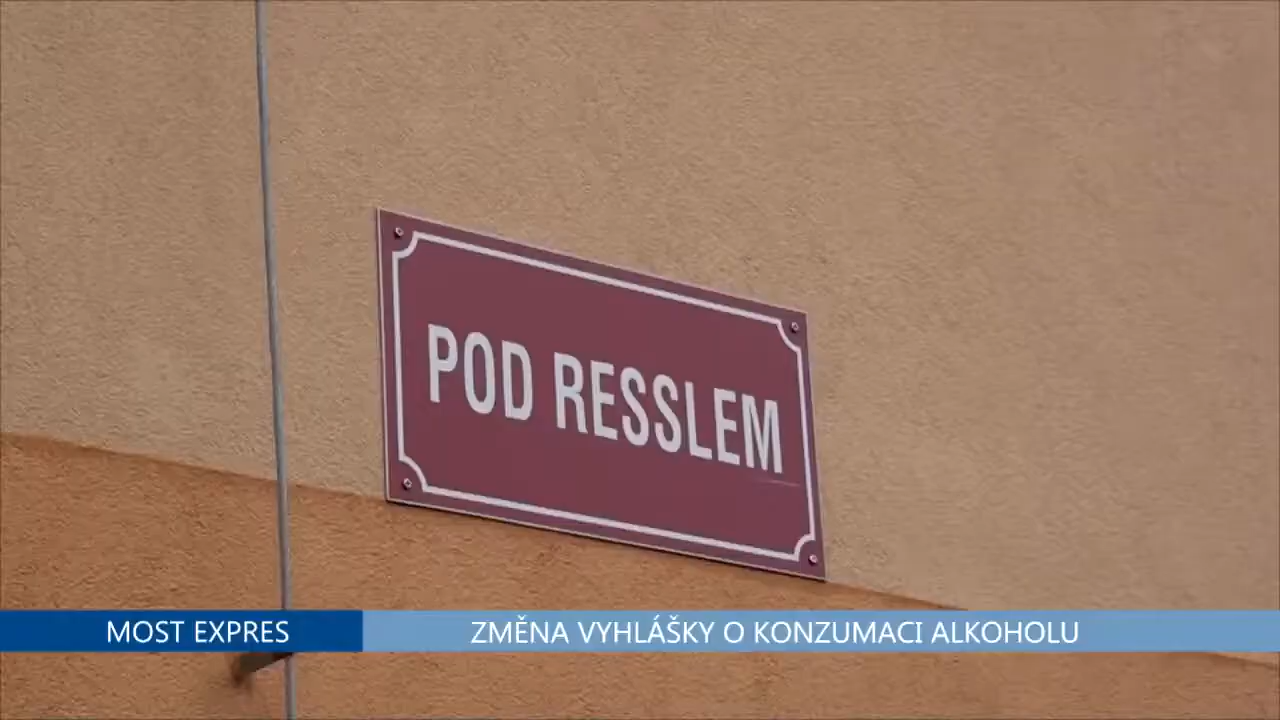 POD RESSLEM
MOST EXPRES
ZMĚNA VYHLÁŠKY O KONZUMACI ALKOHOLU